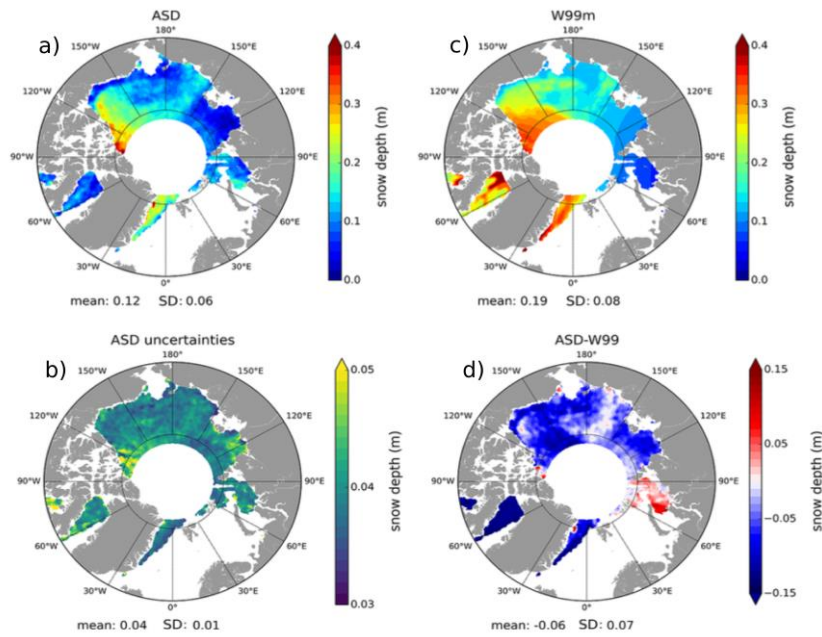 ASD
a)
180°
150°W
150°E
120°W
120°E
90°W
90°E
60°W
60°E
30°W
30°E
0°
0.4
0.3
0.2
0.1
0.0
snow depth (m)
mean: 0.12 SD: 0.06
W99m
c)
180°
150°W
150°E
120°W
120°E
90°W
90°E
60°W
60°E
30°W
30°E
0°
0.4
0.3
0.2
0.1
0.0
snow depth (m)
mean: 0.19 SD: 0.08
ASD uncertainties
b)
180°
150°W
150°E
120°W
120°E
90°W
90°E
60°W
60°E
30°W
30°E
0°
0.05
0.04
0.03
snow depth (m)
mean: 0.04 SD: 0.01
ASD-W99
d)
180°
150°W
150°E
120°W
120°E
90°W
90°E
60°W
60°E
30°W
30°E
0°
0.15
0.05
−0.05
−0.15
snow depth (m)
mean: -0.06 SD: 0.07